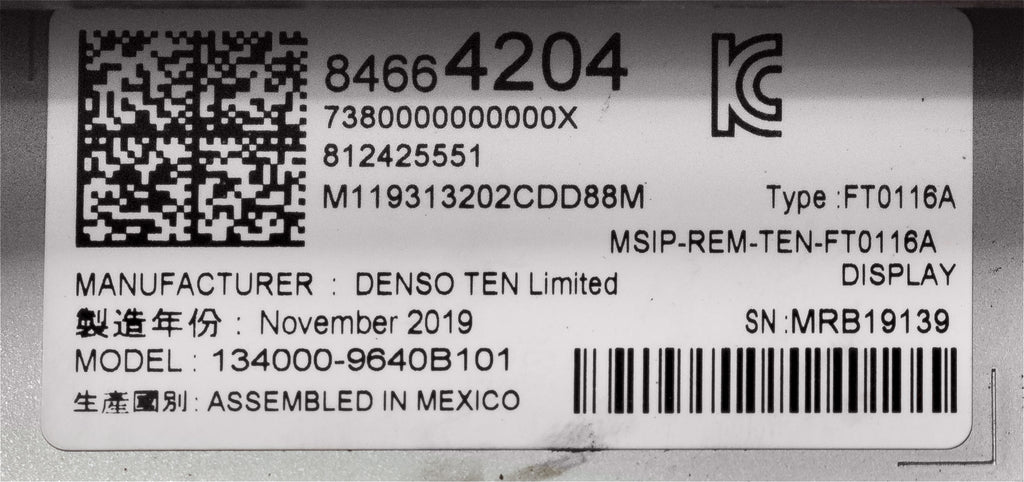 84664204
7380000000000X
812425551
M119313202CDD88M
Type :FT0116A
MSIP-REM-TEN-FT0116A
DISPLAY
MANUFACTURER : DENSO TEN Limited
製造年份 : November 2019
SN :MRB19139
MODEL : 134000-9640B101
生產國別 : ASSEMBLED IN MEXICO